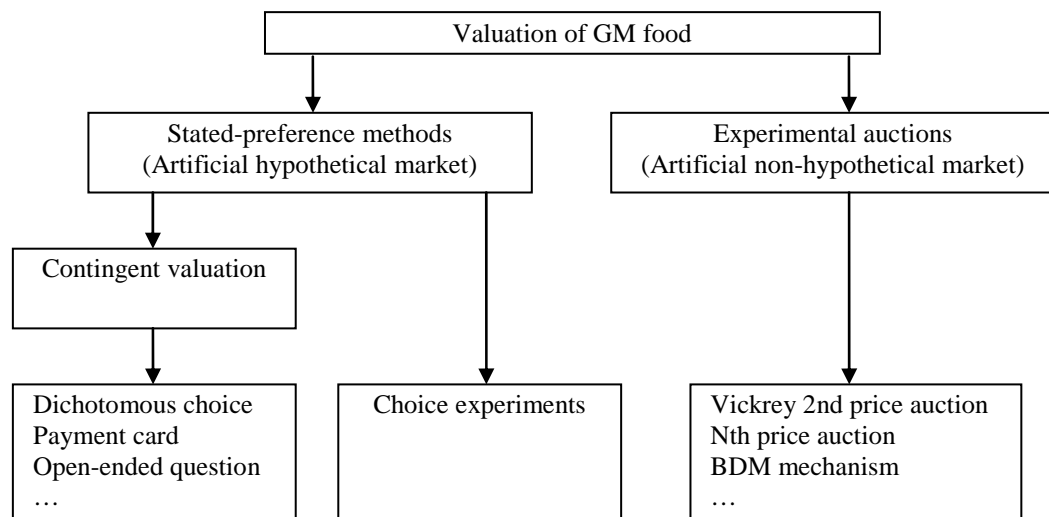 Valuation of GM food
Stated-preference methods
(Artificial hypothetical market)
Experimental auctions
(Artificial non-hypothetical market)
Contingent valuation
Dichotomous choice
Payment card
Open-ended question
…
Choice experiments
Vickrey 2nd price auction
Nth price auction
BDM mechanism
…